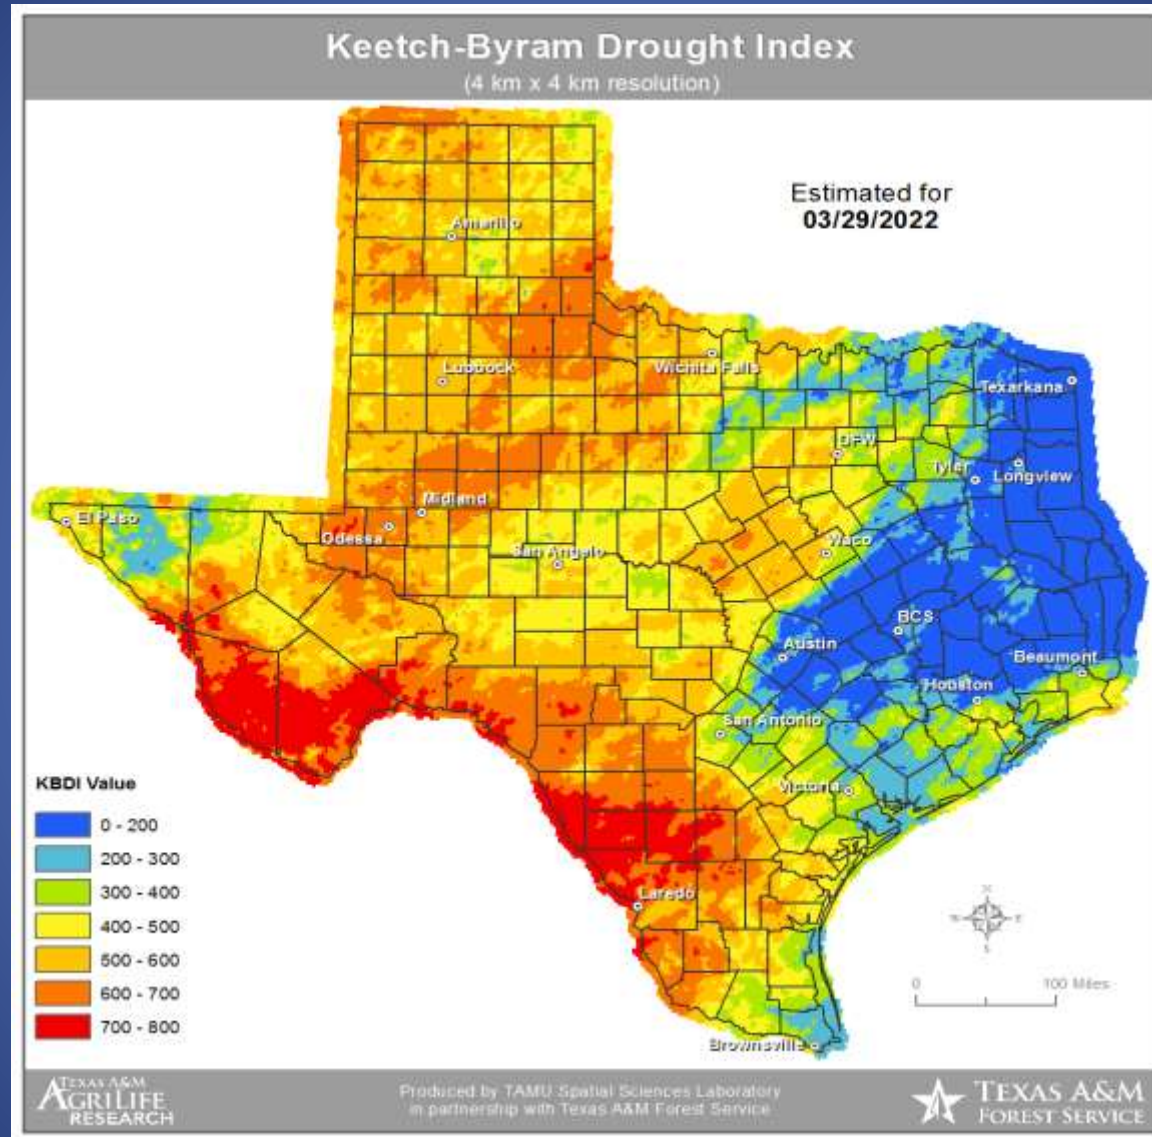 Keetch-Byram Drought Index
(4 km x 4 km resolution)
Estimated for
03/29/2022
Amarillo
Lubbock
Wichita Falls
Texarkana
DFW
Tyler
Longview
Midland
El Paso
Odessa
San Angelo
Waco
BCS
Austin
Beaumont
Houston
San Antonio
Victoria
KBDI Value
0 - 200
200 - 300
300 - 400
400 - 500
500 - 600
600 - 700
700 - 800
Laredo
N
W E
S
0 100 Miles
Brownsville
TEXAS A&M
AGRILIFE
RESEARCH
Produced by TAMU Spatial Sciences Laboratory
in partnership with Texas A&M Forest Service
TEXAS A&M
FOREST SERVICE